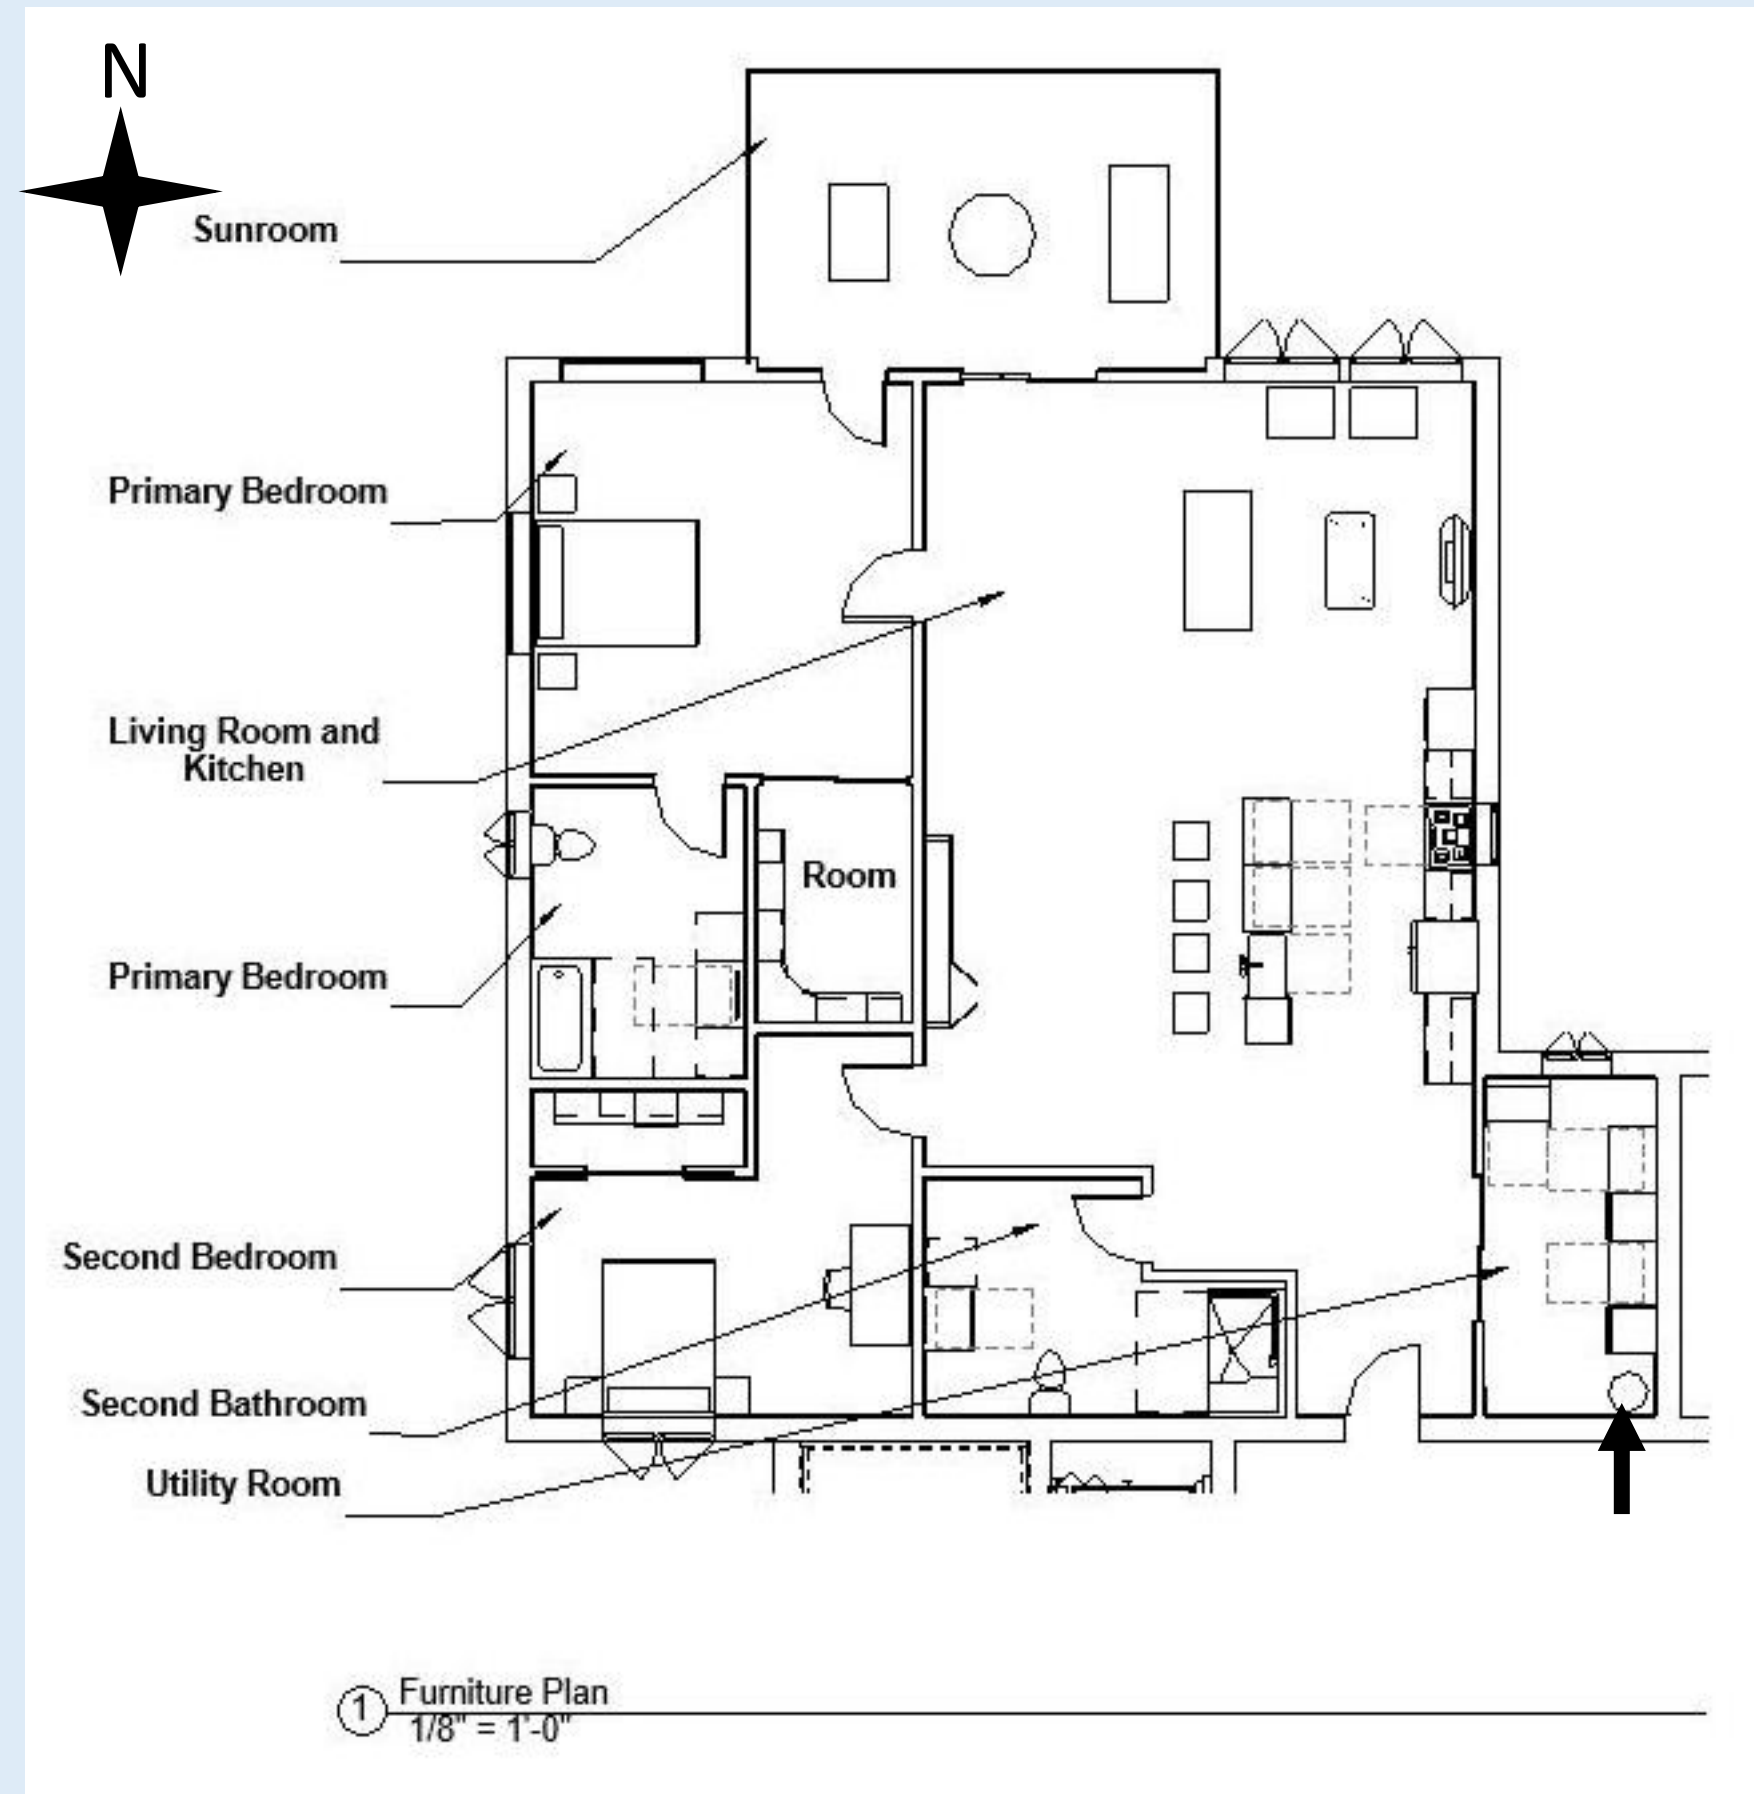 N
Sunroom
Primary Bedroom
Living Room and
Kitchen
Room
Primary Bedroom
Second Bedroom
Second Bathroom
Utility Room
1
Furniture Plan
1/8" = 1'-0"